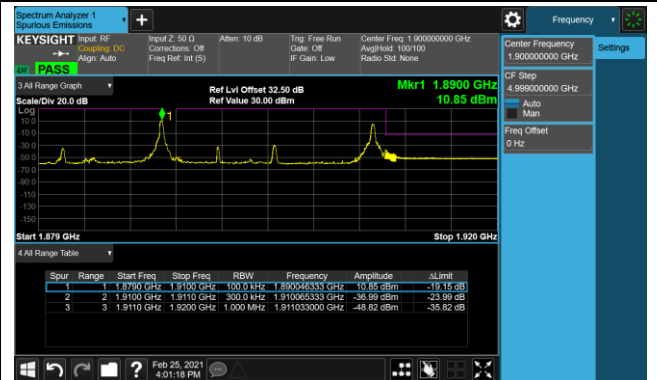 Spectrum Analyzer 1
Spurious Emissions
Frequency
KEYSIGHT Input: RF Input Z: 50 Ω Atten: 10 dB Trig: Free Run Center Freq: 1.900000000 GHz
Coupling: DC Corrections: Off Gate: Off Avg|Hold: 100/100
Align: Auto Freq Ref: Int (S) IF Gain: Low Radio Std: None
LXI PASS
Center Frequency
1.900000000 GHz
Settings
CF Step
4.999000000 GHz
Auto
Man
Freq Offset
0 Hz
3 All Range Graph Ref Lvl Offset 32.50 dB Mkr1 1.8900 GHz
Scale/Div 20.0 dB Ref Value 30.00 dBm 10.85 dBm
Log
1
10.0
-10.0
-30.0
-50.0
-70.0
-90.0
-110
-130
-150
Start 1.879 GHz Stop 1.920 GHz
4 All Range Table
Spur Range Start Freq Stop Freq RBW Frequency Amplitude ΔLimit
1 1 1.8790 GHz 1.9100 GHz 100.0 kHz 1.890046333 GHz 10.85 dBm -19.15 dB
2 2 1.9100 GHz 1.9110 GHz 300.0 kHz 1.910065333 GHz -36.99 dBm -23.99 dB
3 3 1.9110 GHz 1.9200 GHz 1.000 MHz 1.911033000 GHz -48.82 dBm -35.82 dB
? Feb 25, 2021
4:01:18 PM